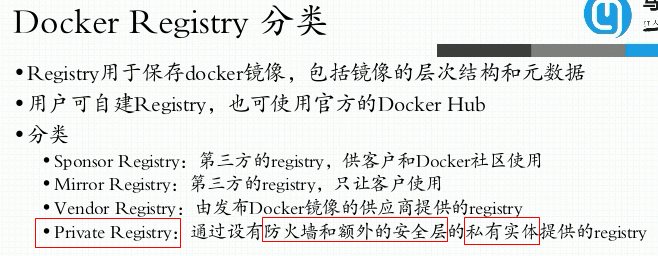 Docker Registry 分类
•Registry用于保存docker镜像，包括镜像的层次结构和元数据
•用户可自建Registry，也可使用官方的Docker Hub
•分类
•Sponsor Registry：第三方的registry，供客户和Docker社区使用
•Mirror Registry：第三方的registry，只让客户使用
•Vendor Registry：由发布Docker镜像的供应商提供的registry
•Private Registry：通过设有防火墙和额外的安全层的私有实体提供的registry